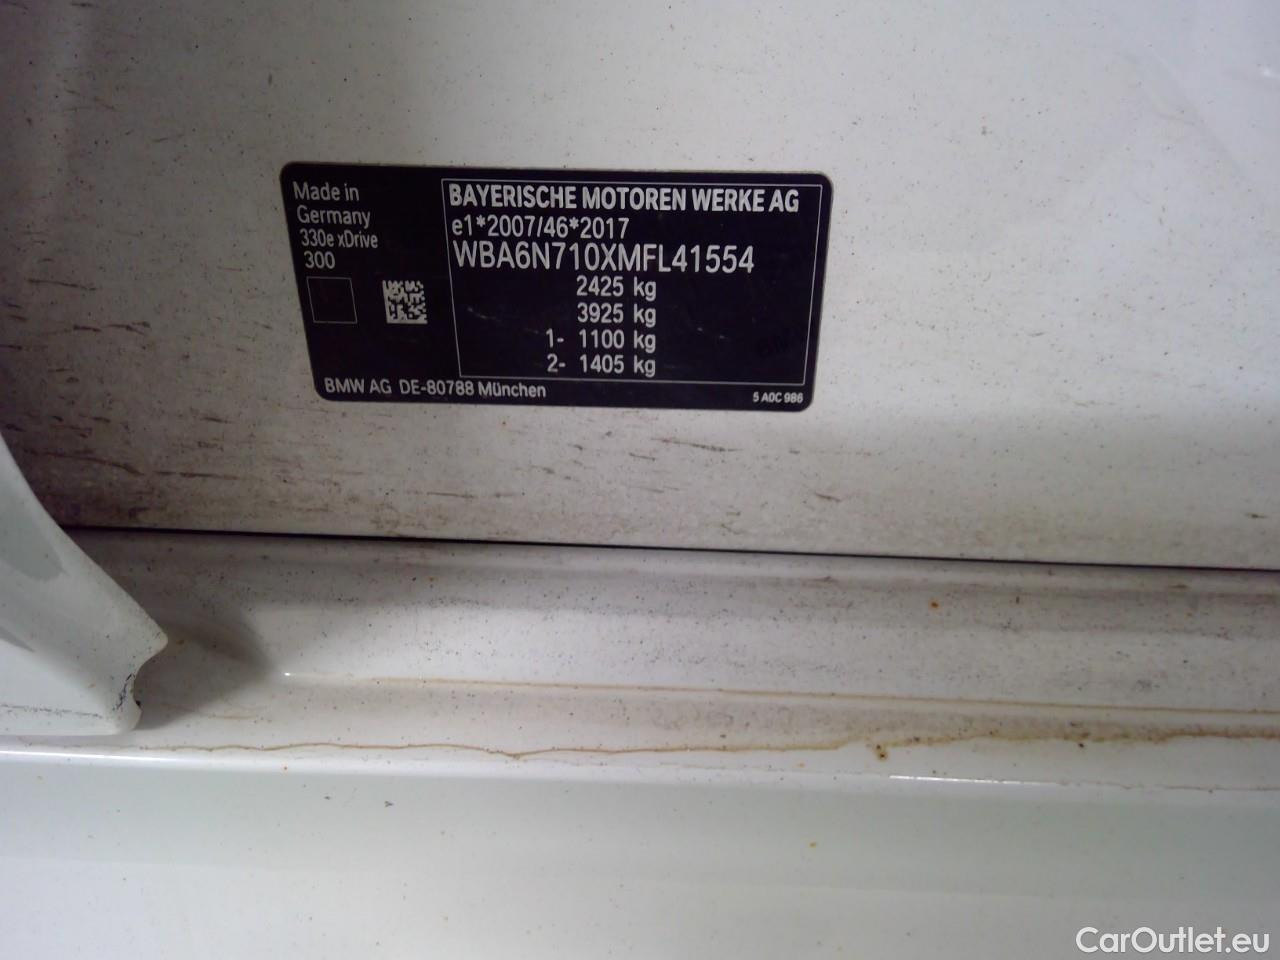 Made in
Germany
330e xDrive
300
BAYERISCHE MOTOREN WERKE AG
e1*2007/46*2017
WBA6N710XMFL41554
2425 kg
3925 kg
1- 1100 kg
2- 1405 kg
BMW AG DE-80788 München
5 A0C 986
CarOutlet.eu